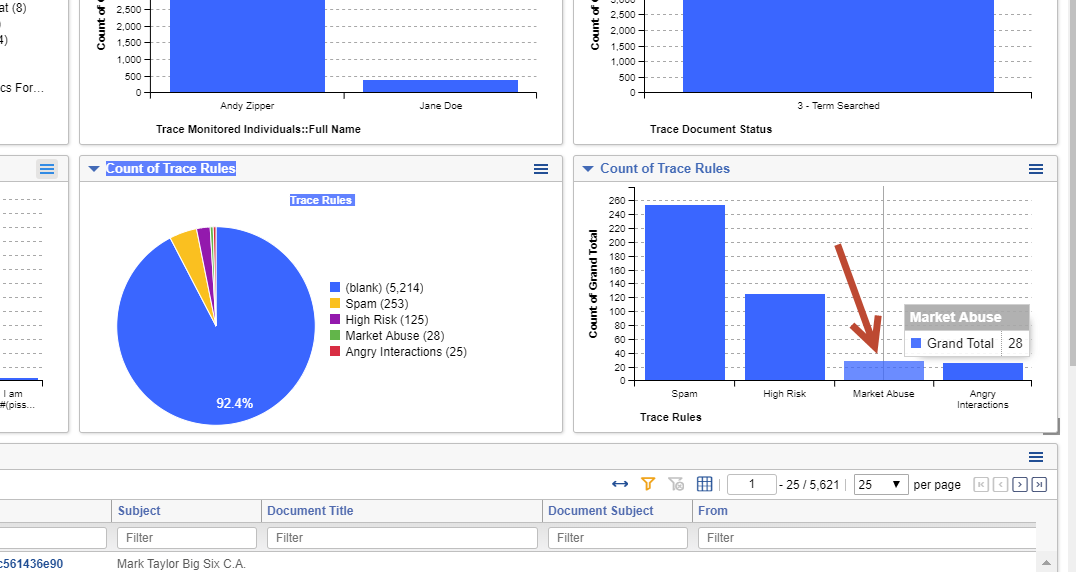 at (8)
4)
cs For...
Count of
2,500
2,000
1,500
1,000
500
0
Andy Zipper
Jane Doe
Trace Monitored Individuals::Full Name
Count of
3,000
2,500
2,000
1,500
1,000
500
0
3 - Term Searched
Trace Document Status
I am
#(piss...
Count of Trace Rules
Trace Rules
92.4%
(blank) (5,214)
Spam (253)
High Risk (125)
Market Abuse (28)
Angry Interactions (25)
Count of Trace Rules
Count of Grand Total
260
240
220
200
180
160
140
120
100
80
60
40
20
0
Market Abuse
Grand Total 28
Spam
High Risk
Market Abuse
Angry
Interactions
Trace Rules
1 - 25 / 5,621 25 per page
Subject Document Title Document Subject From
Filter Filter Filter Filter
c561436e90 Mark Taylor Big Six C.A.